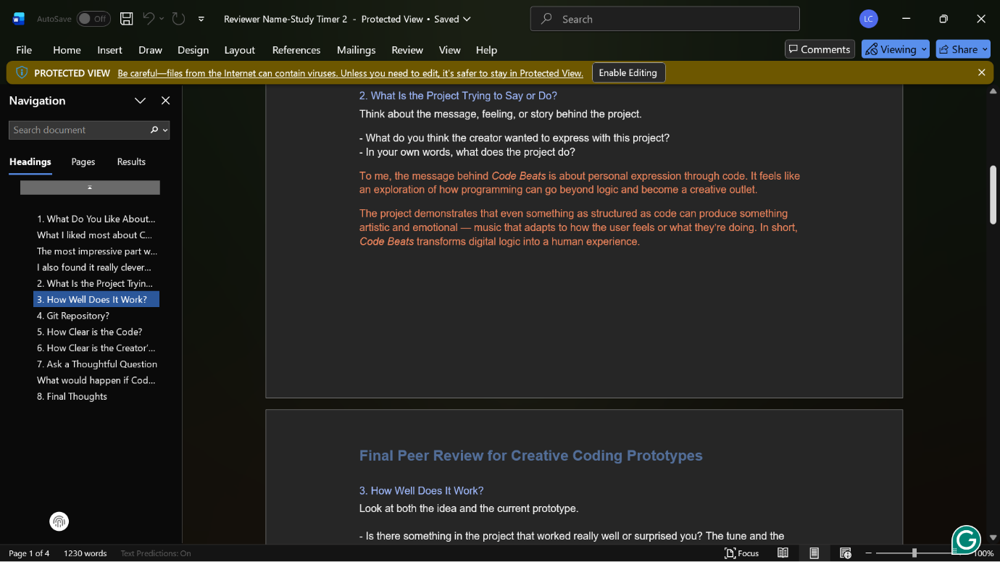 AutoSave Off Reviewer Name-Study Timer 2 - Protected View • Saved Search LC
File Home Insert Draw Design Layout References Mailings Review View Help Comments Viewing Share
PROTECTED VIEW Be careful—files from the Internet can contain viruses. Unless you need to edit, it's safer to stay in Protected View. Enable Editing
Navigation
Search document
Headings Pages Results
1. What Do You Like About...
What I liked most about C...
The most impressive part w...
I also found it really clever...
2. What Is the Project Tryin...
3. How Well Does It Work?
4. Git Repository?
5. How Clear is the Code?
6. How Clear is the Creator'...
7. Ask a Thoughtful Question
What would happen if Cod...
8. Final Thoughts
2. What Is the Project Trying to Say or Do?
Think about the message, feeling, or story behind the project.
- What do you think the creator wanted to express with this project?
- In your own words, what does the project do?
To me, the message behind Code Beats is about personal expression through code. It feels like
an exploration of how programming can go beyond logic and become a creative outlet.
The project demonstrates that even something as structured as code can produce something
artistic and emotional — music that adapts to how the user feels or what they're doing. In short,
Code Beats transforms digital logic into a human experience.
Final Peer Review for Creative Coding Prototypes
3. How Well Does It Work?
Look at both the idea and the current prototype.
- Is there something in the project that worked really well or surprised you? The tune and the
Page 1 of 4 1230 words Text Predictions: On Focus 100%